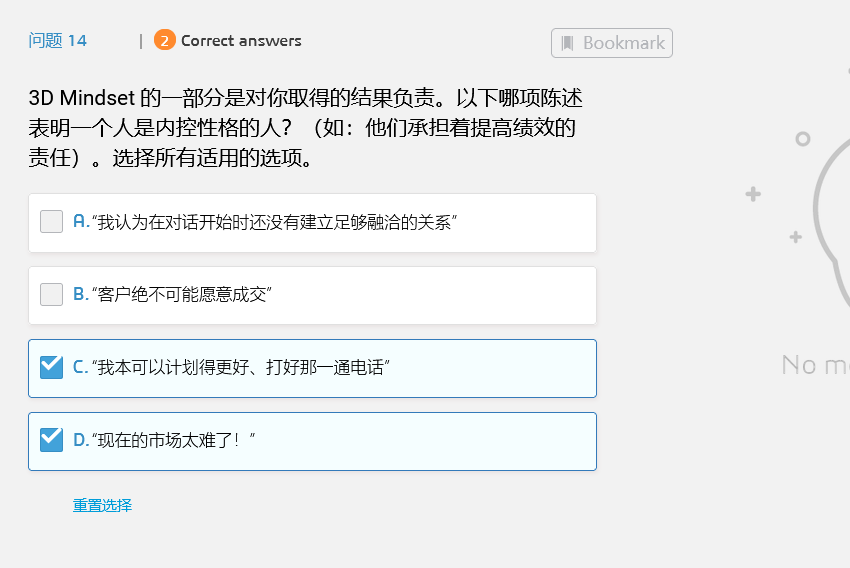 问题 14 | 2 Correct answers
Bookmark
3D Mindset 的一部分是对你取得的结果负责。以下哪项陈述
表明一个人是内控性格的人？（如：他们承担着提高绩效的
责任）。选择所有适用的选项。
A.“我认为在对话开始时还没有建立足够融洽的关系”
B.“客户绝不可能愿意成交”
C.“我本可以计划得更好、打好那一通电话”
D.“现在的市场太难了！”
重置选择
No m